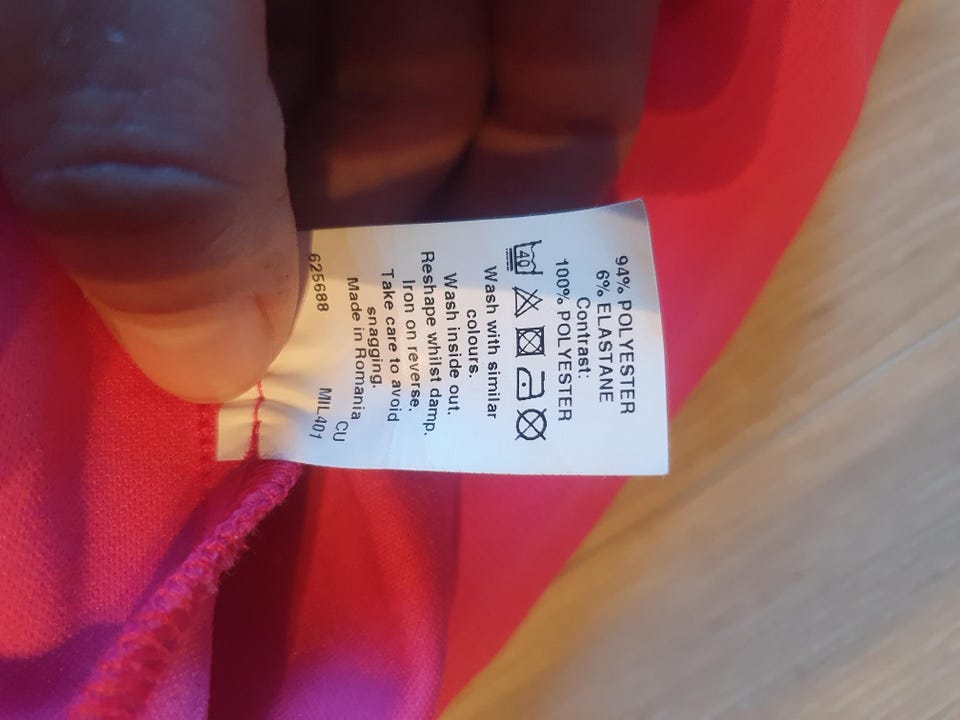 94% POLYESTER
6% ELASTANE
Contrast:
100% POLYESTER
40
Wash with similar
colours.
Wash inside out.
Reshape whilst damp.
Iron on reverse.
Take care to avoid
snagging.
Made in Romania
CU
625688 MIL401